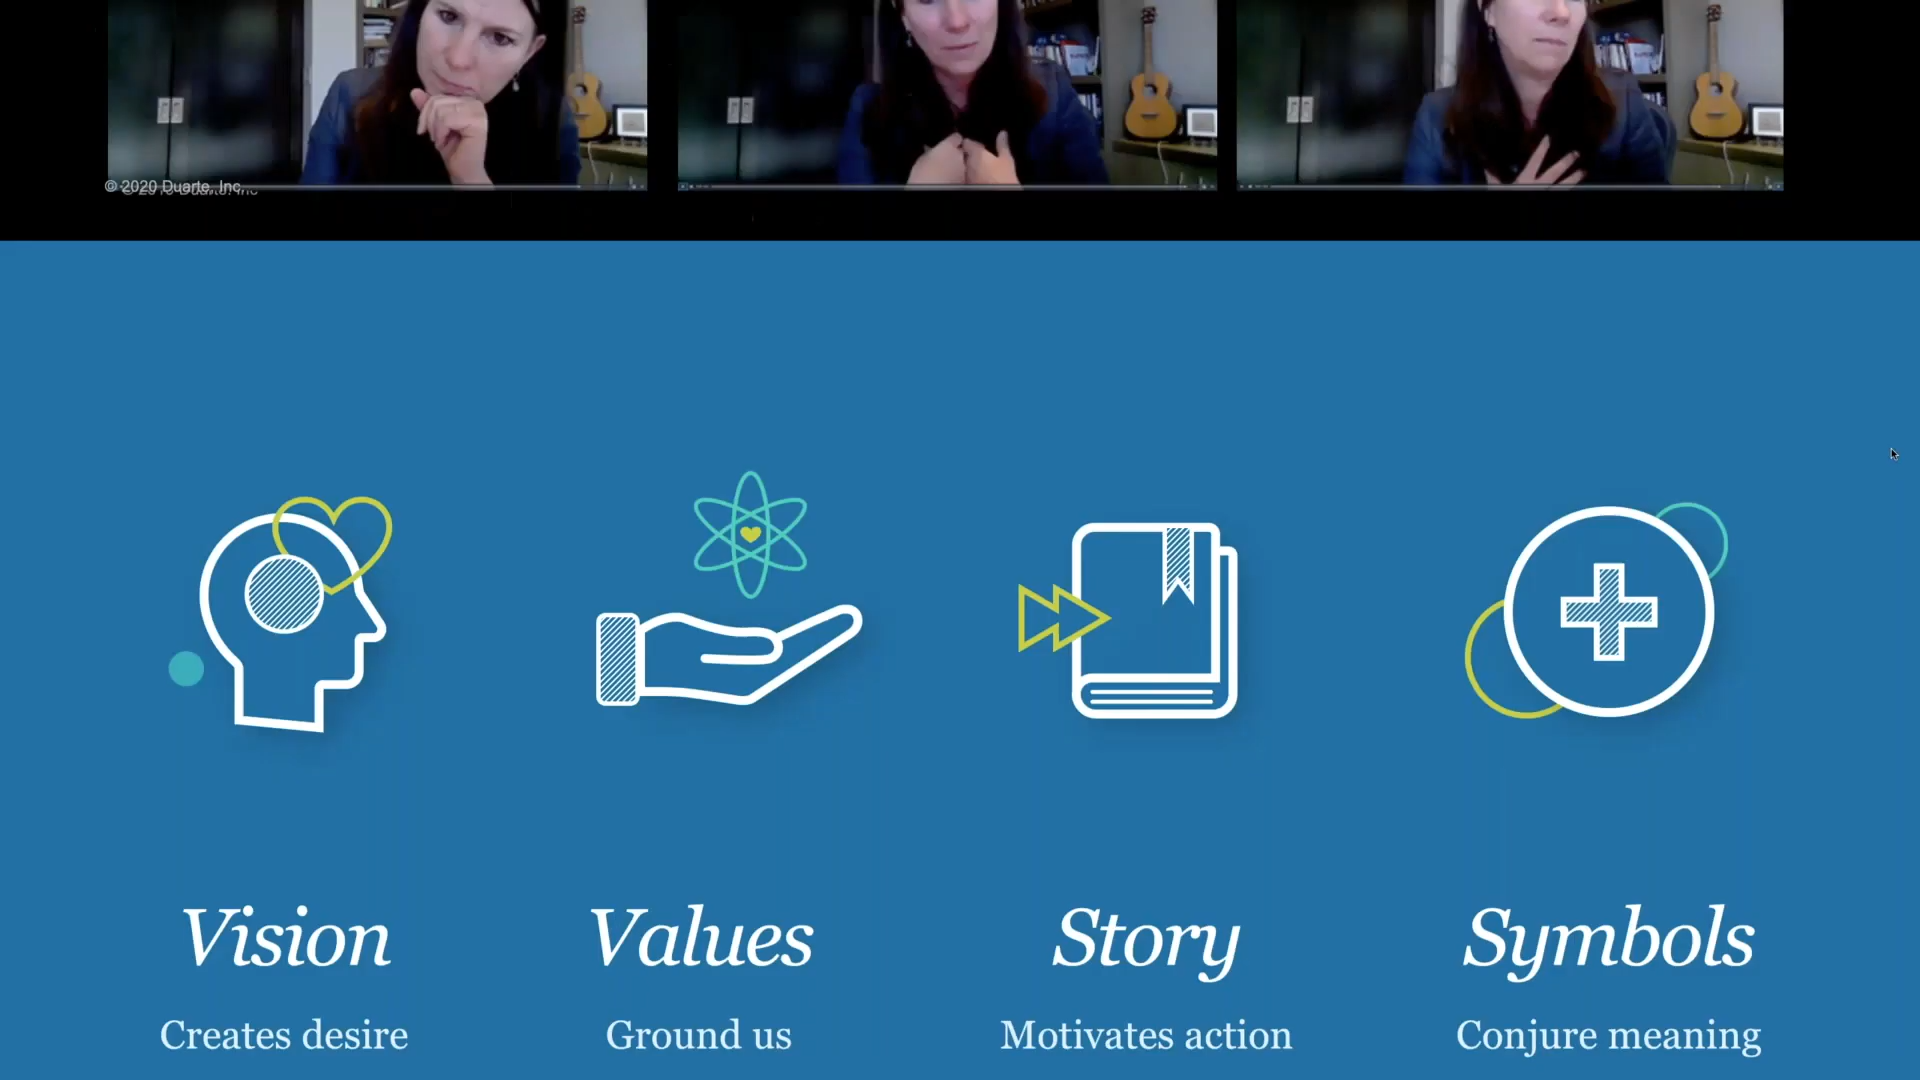 © 2020 Duarte, Inc.
Vision
Values
Story
Symbols
Creates desire
Ground us
Motivates action
Conjure meaning